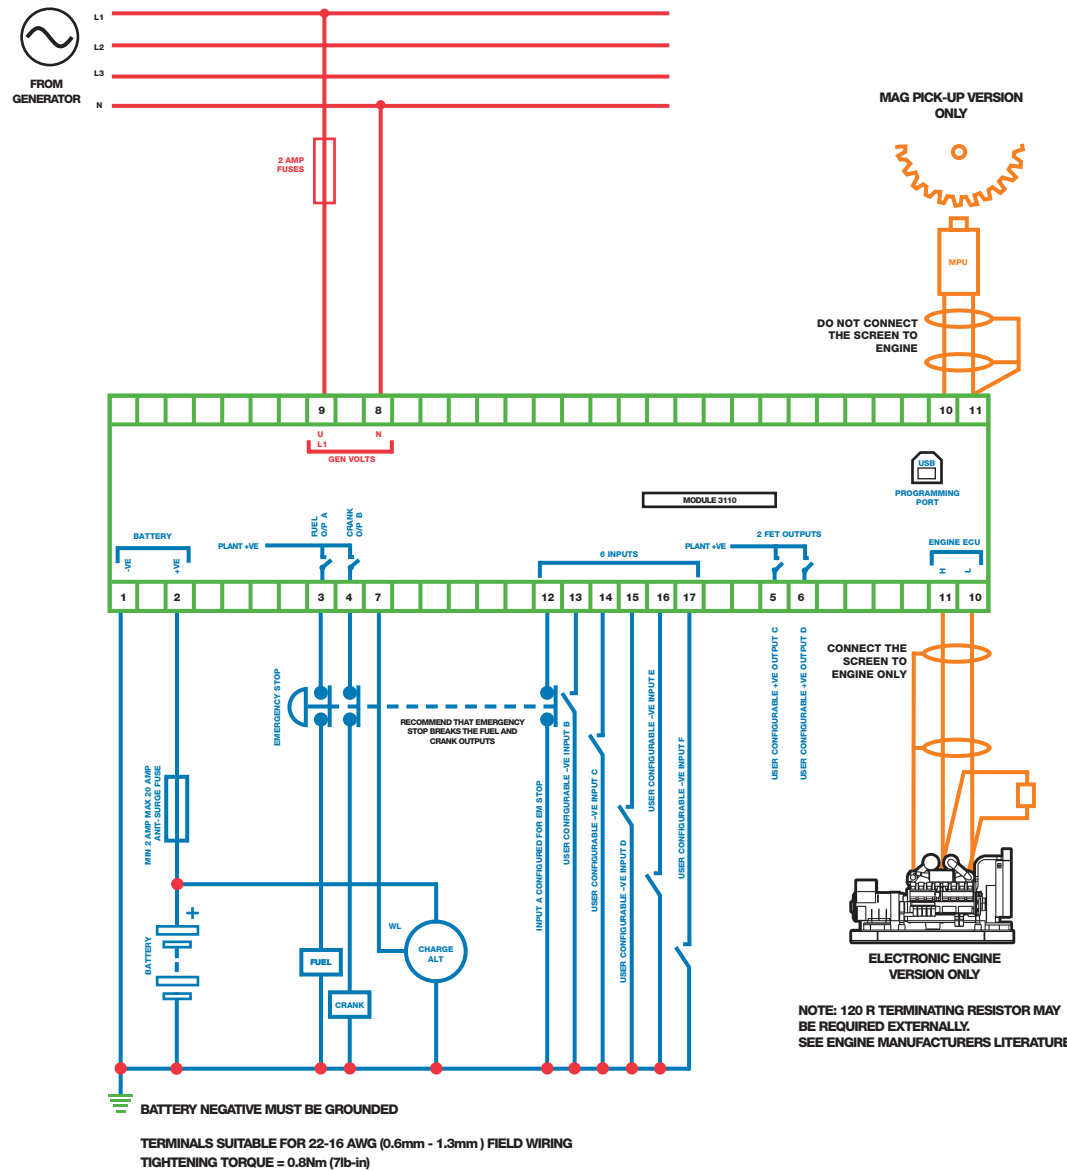 L1
L2
L3
N
FROM
GENERATOR
2 AMP
FUSES
MAG PICK-UP VERSION
ONLY
MPU
DO NOT CONNECT
THE SCREEN TO
ENGINE
9
8
10
11
U
L1
N
GEN VOLTS
USB
PROGRAMMING
PORT
MODULE 3110
BATTERY
-VE
+VE
PLANT +VE
FUEL
O/P A
CRANK
O/P B
6 INPUTS
PLANT +VE
2 FET OUTPUTS
ENGINE ECU
H
L
1
2
3
4
7
12
13
14
15
16
17
5
6
11
10
EMERGENCY STOP
RECOMMEND THAT EMERGENCY
STOP BREAKS THE FUEL AND
CRANK OUTPUTS
MIN 2 AMP MAX 20 AMP
ANIT-SURGE FUSE
+
BATTERY
WL
CHARGE
ALT
FUEL
CRANK
INPUT A CONFIGURED FOR EM STOP
USER CONFIGURABLE –VE INPUT B
USER CONFIGURABLE –VE INPUT C
USER CONFIGURABLE –VE INPUT D
USER CONFIGURABLE –VE INPUT E
USER CONFIGURABLE –VE INPUT F
USER CONFIGURABLE +VE OUTPUT C
USER CONFIGURABLE +VE OUTPUT D
CONNECT THE
SCREEN TO
ENGINE ONLY
ELECTRONIC ENGINE
VERSION ONLY
NOTE: 120 R TERMINATING RESISTOR MAY
BE REQUIRED EXTERNALLY.
SEE ENGINE MANUFACTURERS LITERATURE
BATTERY NEGATIVE MUST BE GROUNDED
TERMINALS SUITABLE FOR 22-16 AWG (0.6mm - 1.3mm ) FIELD WIRING
TIGHTENING TORQUE = 0.8Nm (7lb-in)